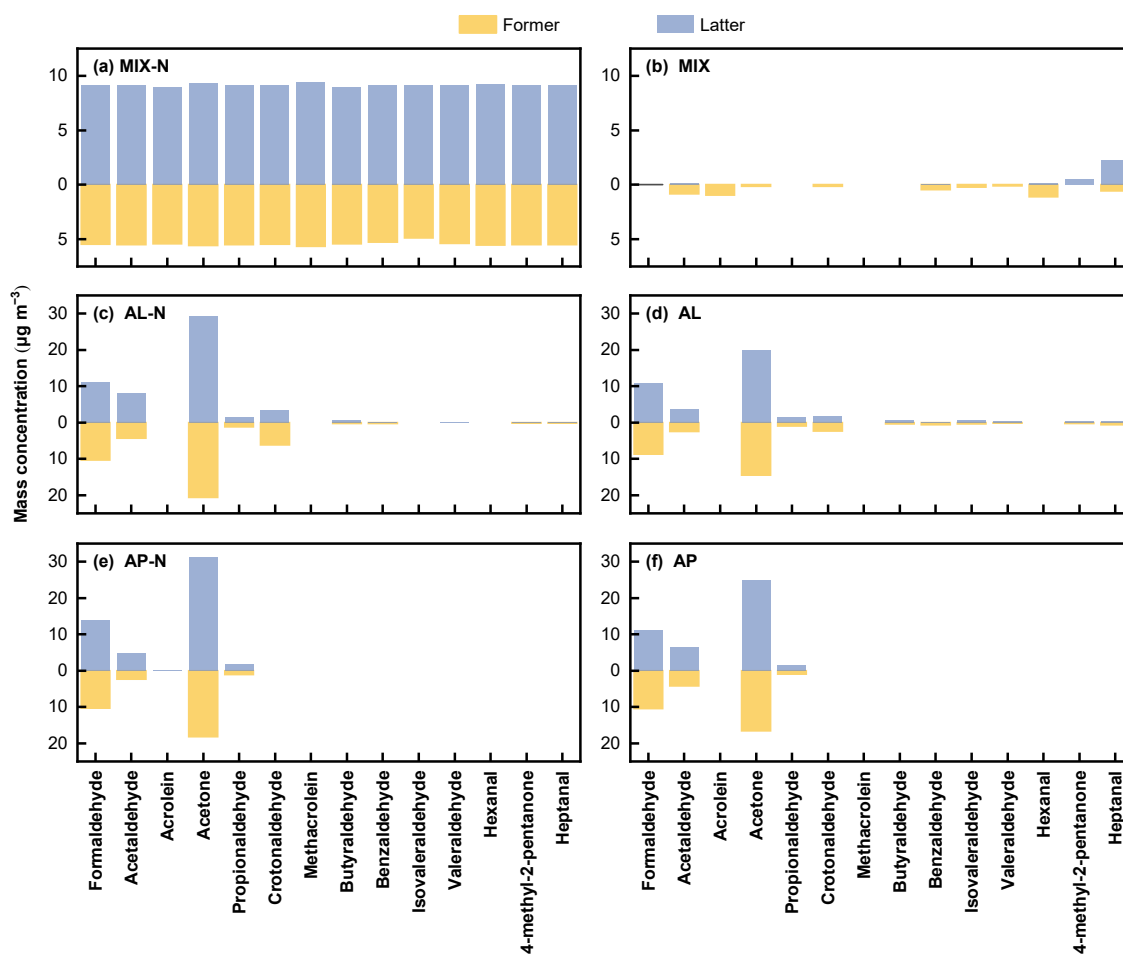 Former Latter
(a) MIX-N
10
5
0
5
(b) MIX
10
5
0
5
Mass concentration (µg m−3)
(c) AL-N
30
20
10
0
10
20
(d) AL
30
20
10
0
10
20
(e) AP-N
30
20
10
0
10
20
(f) AP
30
20
10
0
10
20
Formaldehyde
Acetaldehyde
Acrolein
Acetone
Propionaldehyde
Crotonaldehyde
Methacrolein
Butyraldehyde
Benzaldehyde
Isovaleraldehyde
Valeraldehyde
Hexanal
4-methyl-2-pentanone
Heptanal
Formaldehyde
Acetaldehyde
Acrolein
Acetone
Propionaldehyde
Crotonaldehyde
Methacrolein
Butyraldehyde
Benzaldehyde
Isovaleraldehyde
Valeraldehyde
Hexanal
4-methyl-2-pentanone
Heptanal